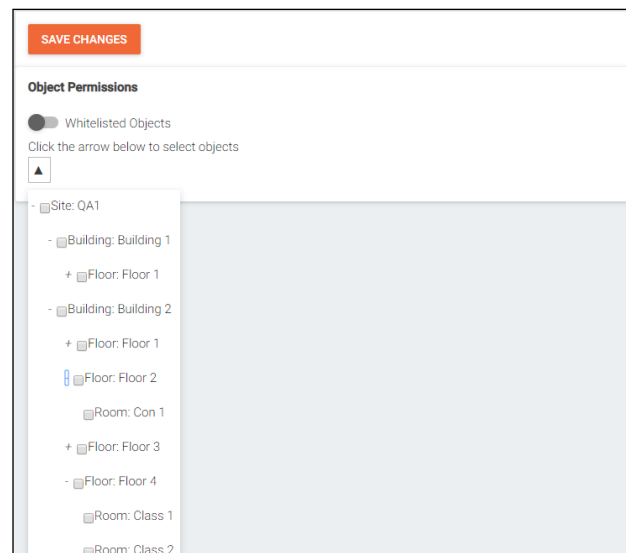 SAVE CHANGES
Object Permissions
Whitelisted Objects
Click the arrow below to select objects
▲
- Site: QA1
- Building: Building 1
+ Floor: Floor 1
- Building: Building 2
+ Floor: Floor 1
- Floor: Floor 2
Room: Con 1
+ Floor: Floor 3
- Floor: Floor 4
Room: Class 1
Room: Class 2